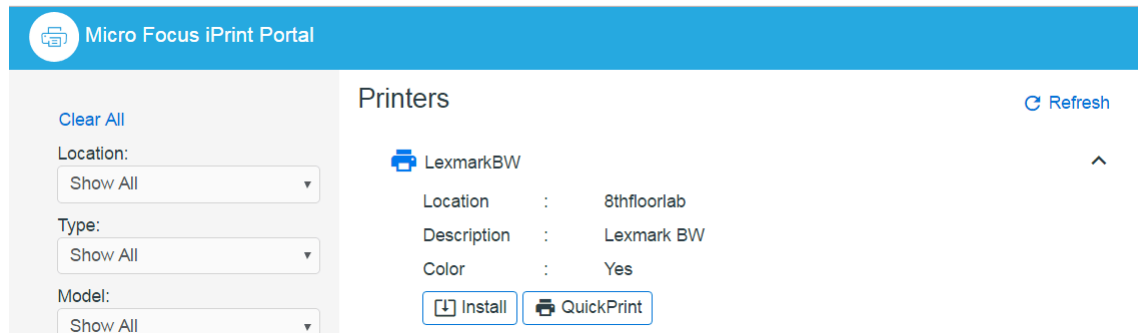 Micro Focus iPrint Portal
Clear All
Location:
Show All
Type:
Show All
Model:
Show All
Printers
Refresh
LexmarkBW
Location : 8thfloorlab
Description : Lexmark BW
Color : Yes
Install QuickPrint